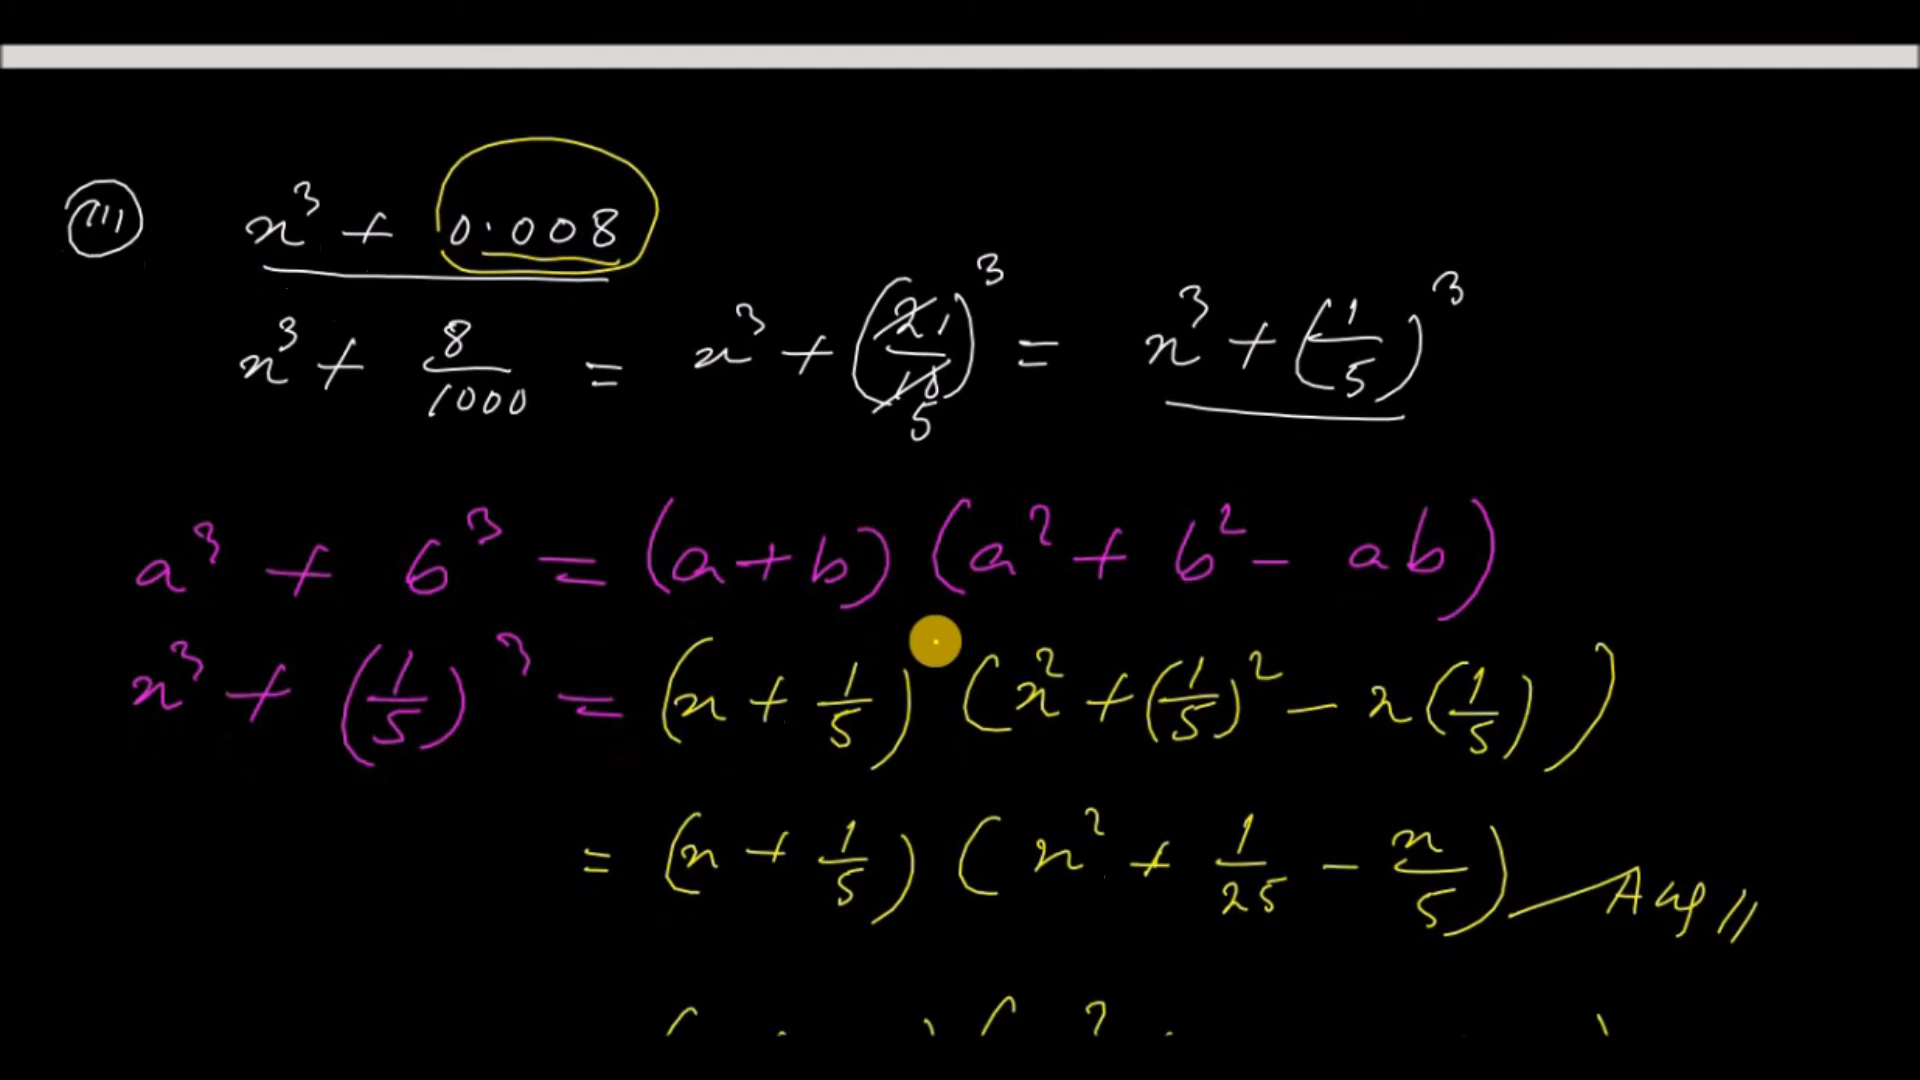 (III) x³ + 0.008
x³ + 8/1000 = x³ + (2/10)³ = x³ + (1/5)³
a³ + b³ = (a+b) (a² + b² - ab)
x³ + (1/5)³ = (x + 1/5) (x² + (1/5)² - x(1/5))
= (x + 1/5) (x² + 1/25 - x/5) Ans //